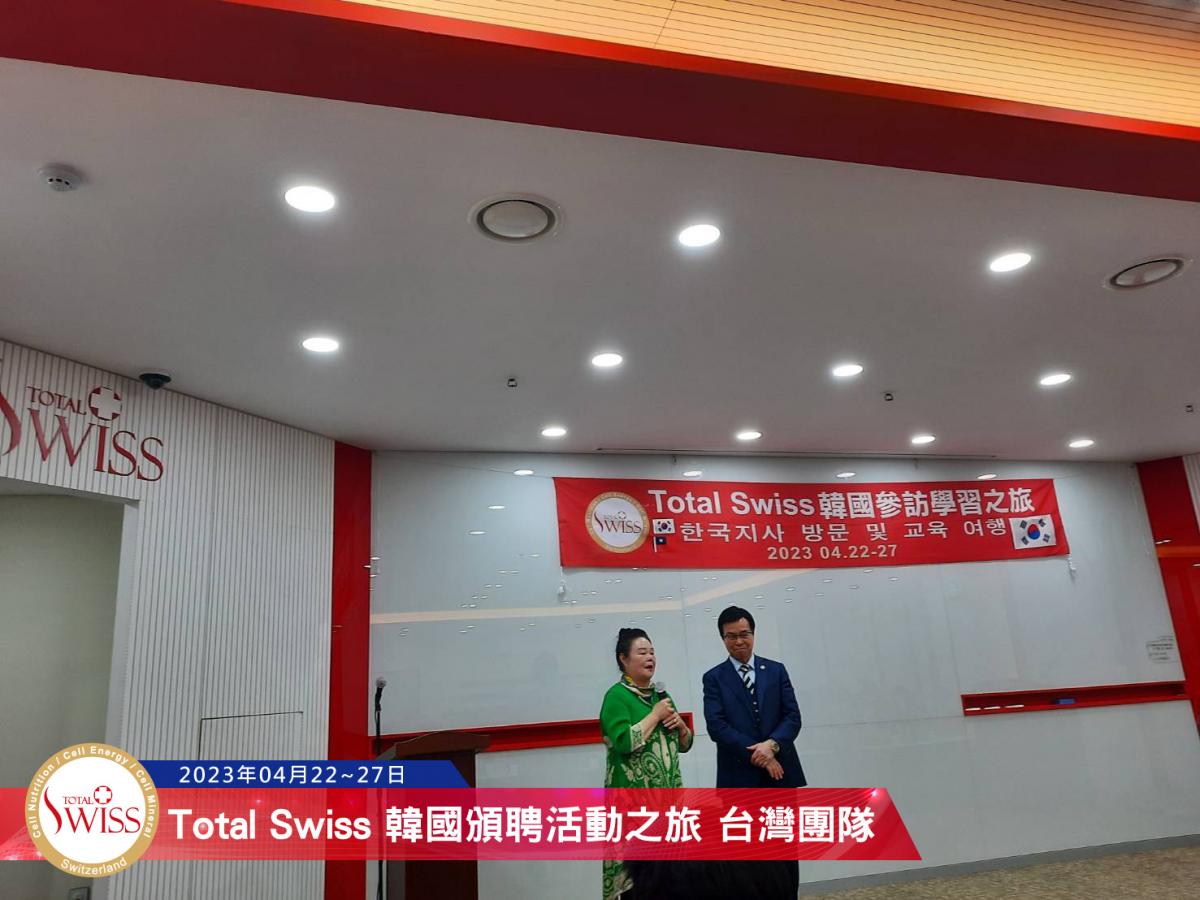 TOTAL
SWISS
TOTAL
SWISS
Total Swiss 韓國參訪學習之旅
한국지사 방문 및 교육 여행
2023 04.22-27
2023年04月22~27日
Total Swiss 韓國頒聘活動之旅 台灣團隊
Cell Nutrition / Cell Energy / Cell Mineral
TOTAL
SWISS
Switzerland